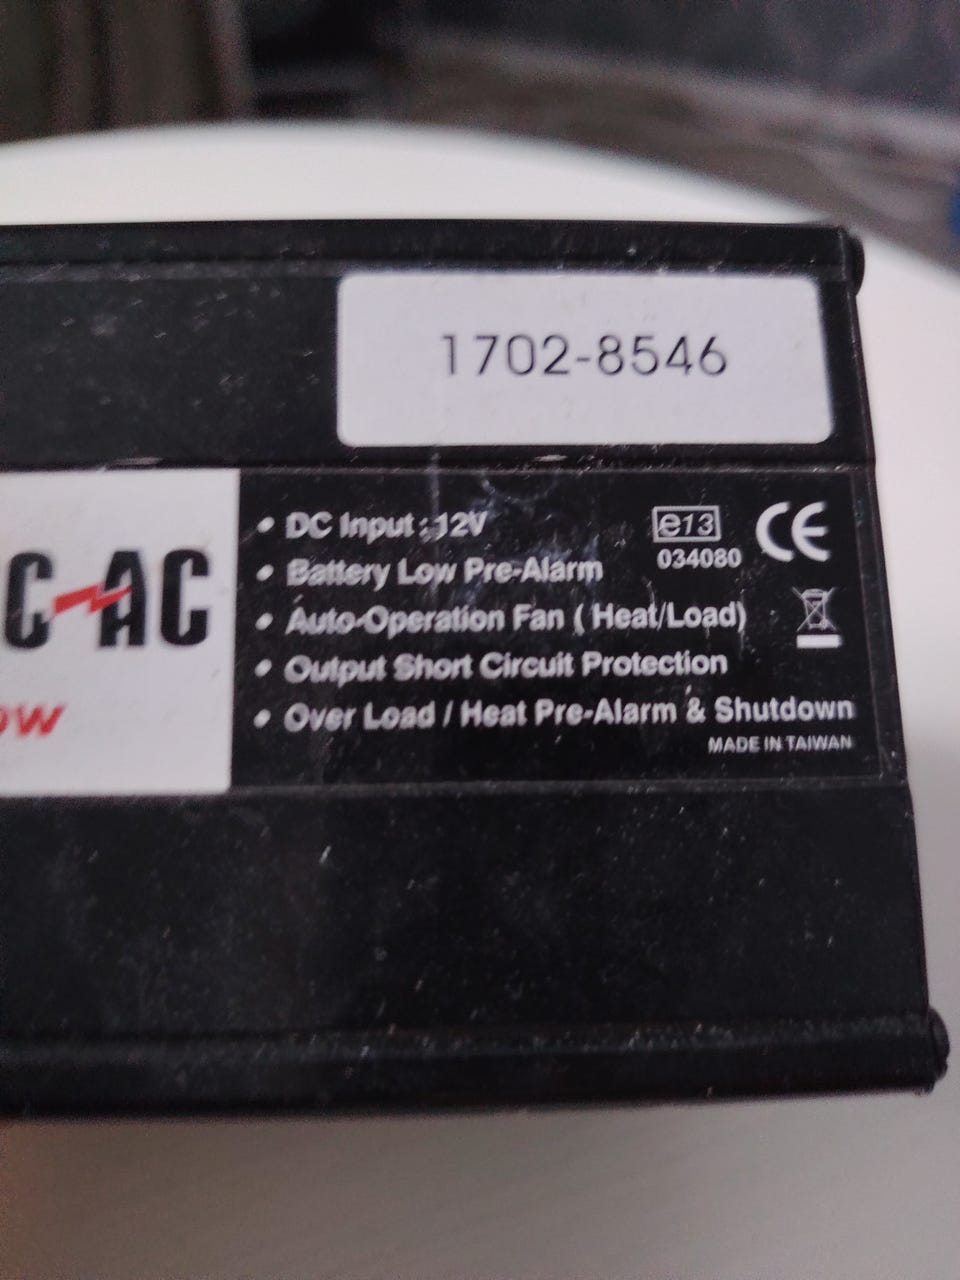 1702-8546
C-AC
ow
• DC Input : 12V
• Battery Low Pre-Alarm
• Auto-Operation Fan ( Heat/Load)
• Output Short Circuit Protection
• Over Load / Heat Pre-Alarm & Shutdown
e13
034080
CE
MADE IN TAIWAN